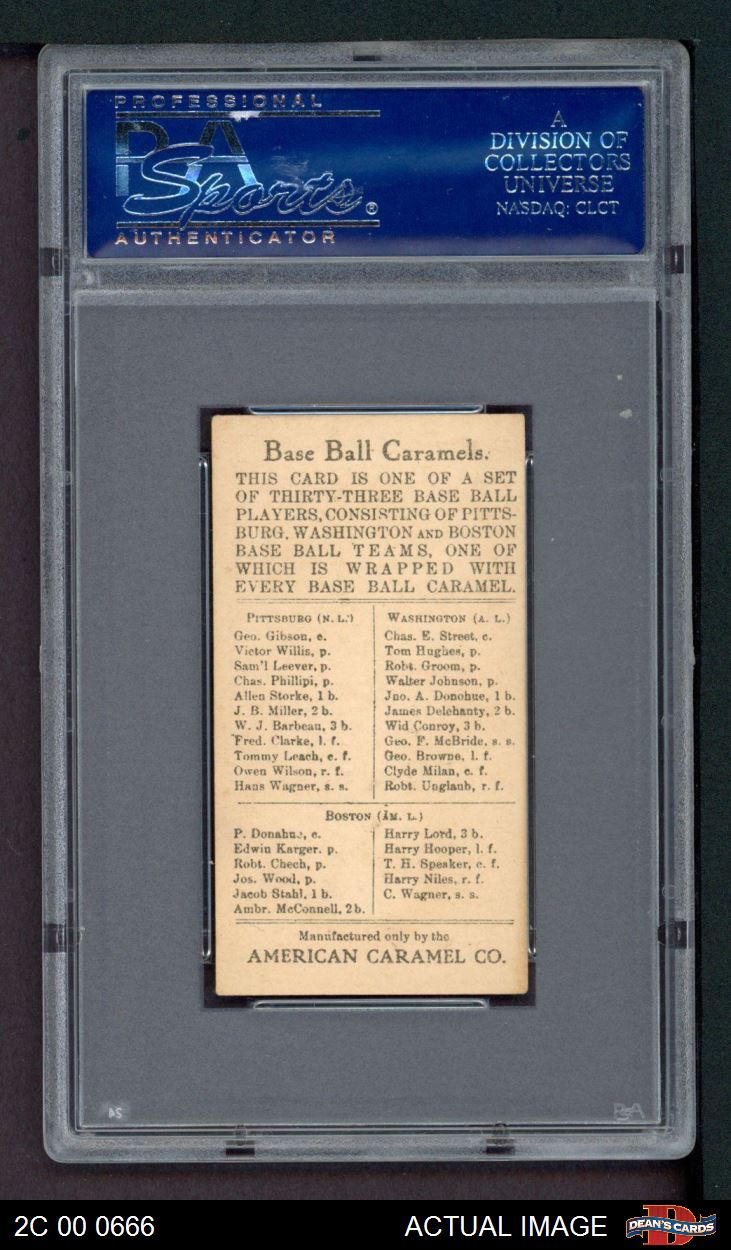 PROFESSIONAL
PSA
Sports®
AUTHENTICATOR
A
DIVISION OF
COLLECTORS
UNIVERSE
NASDAQ: CLCT
Base Ball Caramels.
THIS CARD IS ONE OF A SET
OF THIRTY-THREE BASE BALL
PLAYERS, CONSISTING OF PITTS-
BURG, WASHINGTON AND BOSTON
BASE BALL TEAMS, ONE OF
WHICH IS WRAPPED WITH
EVERY BASE BALL CARAMEL.
PITTSBURG (N. L.)
Geo. Gibson, c.
Victor Willis, p.
Sam'l Leever, p.
Chas. Phillipi, p.
Allen Storke, 1 b.
J. B. Miller, 2 b.
W. J. Barbeau, 3 b.
Fred. Clarke, l. f.
Tommy Leach, c. f.
Owen Wilson, r. f.
Hans Wagner, s. s.
WASHINGTON (A. L.)
Chas. E. Street, c.
Tom Hughes, p.
Robt. Groom, p.
Walter Johnson, p.
Jno. A. Donohue, 1 b.
James Delehanty, 2 b.
Wid Conroy, 3 b.
Geo. F. McBride, s. s.
Geo. Browne, l. f.
Clyde Milan, c. f.
Robt. Unglaub, r. f.
BOSTON (AM. L.)
P. Donahue, c.
Edwin Karger. p.
Robt. Chech, p.
Jos. Wood, p.
Jacob Stahl, 1 b.
Ambr. McConnell, 2 b.
Harry Lord, 3 b.
Harry Hooper, l. f.
T. H. Speaker, c. f.
Harry Niles, r. f.
C. Wagner, s. s.
Manufactured only by the
AMERICAN CARAMEL CO.
PSA
2C 00 0666
ACTUAL IMAGE
DEAN'S CARDS